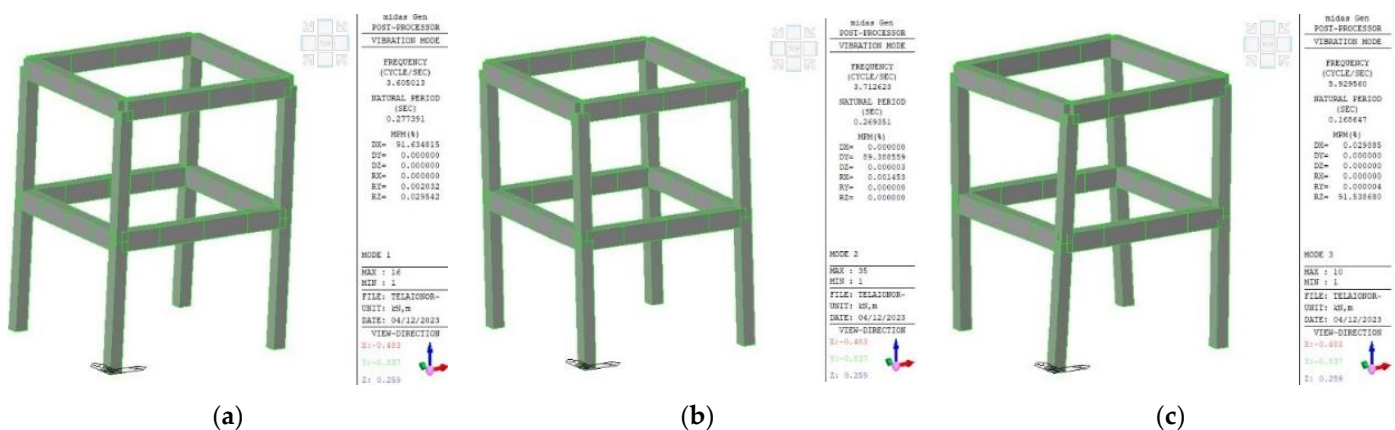 midas Gen
POST-PROCESSOR
VIBRATION MODE
FREQUENCY
(CYCLE/SEC)
3.605013
NATURAL PERIOD
(SEC)
0.277391
MPM(%)
DX= 91.634815
DY= 0.000000
DZ= 0.000000
RX= 0.000000
RY= 0.002032
RZ= 0.029542
MODE 1
MAX : 16
MIN : 1
FILE: TELAIONOR~
UNIT: kN,m
DATE: 04/12/2023
VIEW-DIRECTION
X:-0.483
Y:-0.837
Z: 0.259
(a)
midas Gen
POST-PROCESSOR
VIBRATION MODE
FREQUENCY
(CYCLE/SEC)
3.712623
NATURAL PERIOD
(SEC)
0.269351
MPM(%)
DX= 0.000000
DY= 89.388559
DZ= 0.000003
RX= 0.001453
RY= 0.000000
RZ= 0.000000
MODE 2
MAX : 35
MIN : 1
FILE: TELAIONOR~
UNIT: kN,m
DATE: 04/12/2023
VIEW-DIRECTION
X:-0.483
Y:-0.837
Z: 0.259
(b)
midas Gen
POST-PROCESSOR
VIBRATION MODE
FREQUENCY
(CYCLE/SEC)
5.929560
NATURAL PERIOD
(SEC)
0.168647
MPM(%)
DX= 0.029885
DY= 0.000000
DZ= 0.000000
RX= 0.000000
RY= 0.000004
RZ= 91.538680
MODE 3
MAX : 10
MIN : 1
FILE: TELAIONOR~
UNIT: kN,m
DATE: 04/12/2023
VIEW-DIRECTION
X:-0.483
Y:-0.837
Z: 0.259
(c)